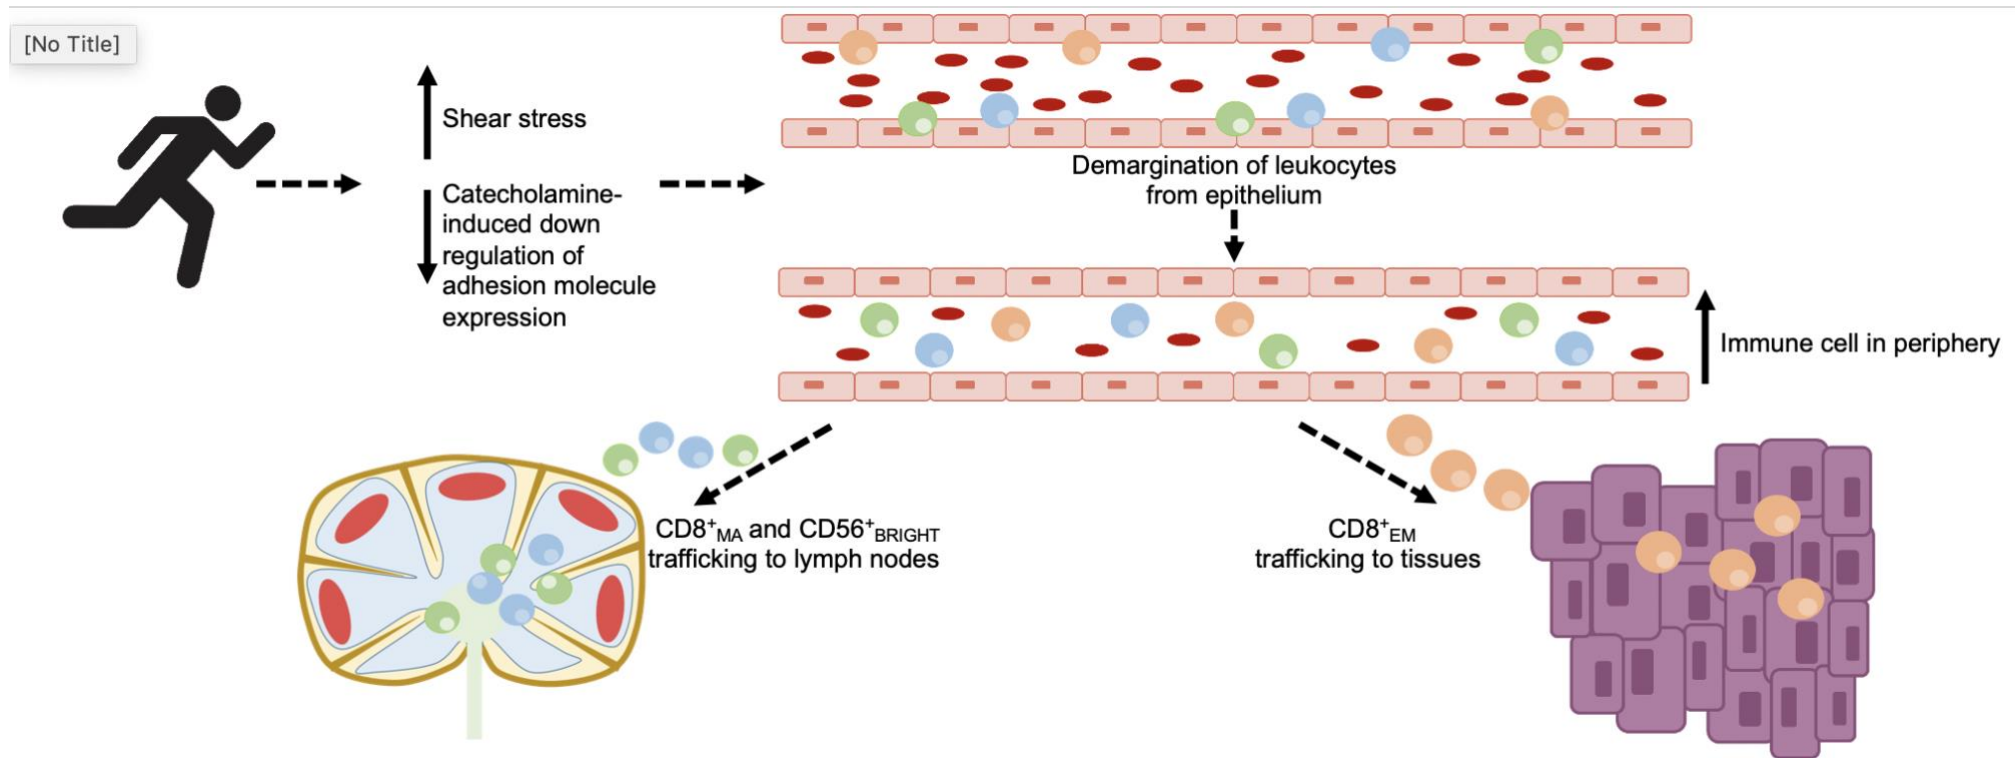 [No Title]
Shear stress
Catecholamine-
induced down
regulation of
adhesion molecule
expression
Demargination of leukocytes
from epithelium
Immune cell in periphery
CD8⁺MA and CD56⁺BRIGHT
trafficking to lymph nodes
CD8⁺EM
trafficking to tissues